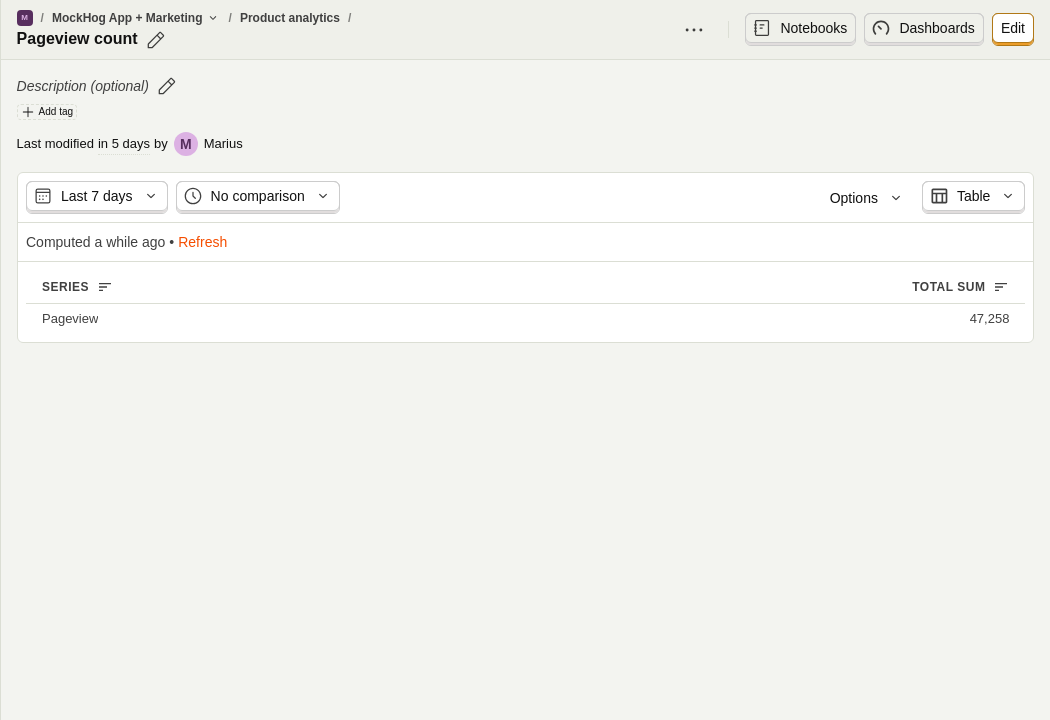 M / MockHog App + Marketing / Product analytics /
Pageview count
Notebooks
Dashboards
Edit
Description (optional)
Add tag
Last modified in 5 days by M Marius
Last 7 days
No comparison
Options
Table
Computed a while ago • Refresh
SERIES
TOTAL SUM
Pageview
47,258